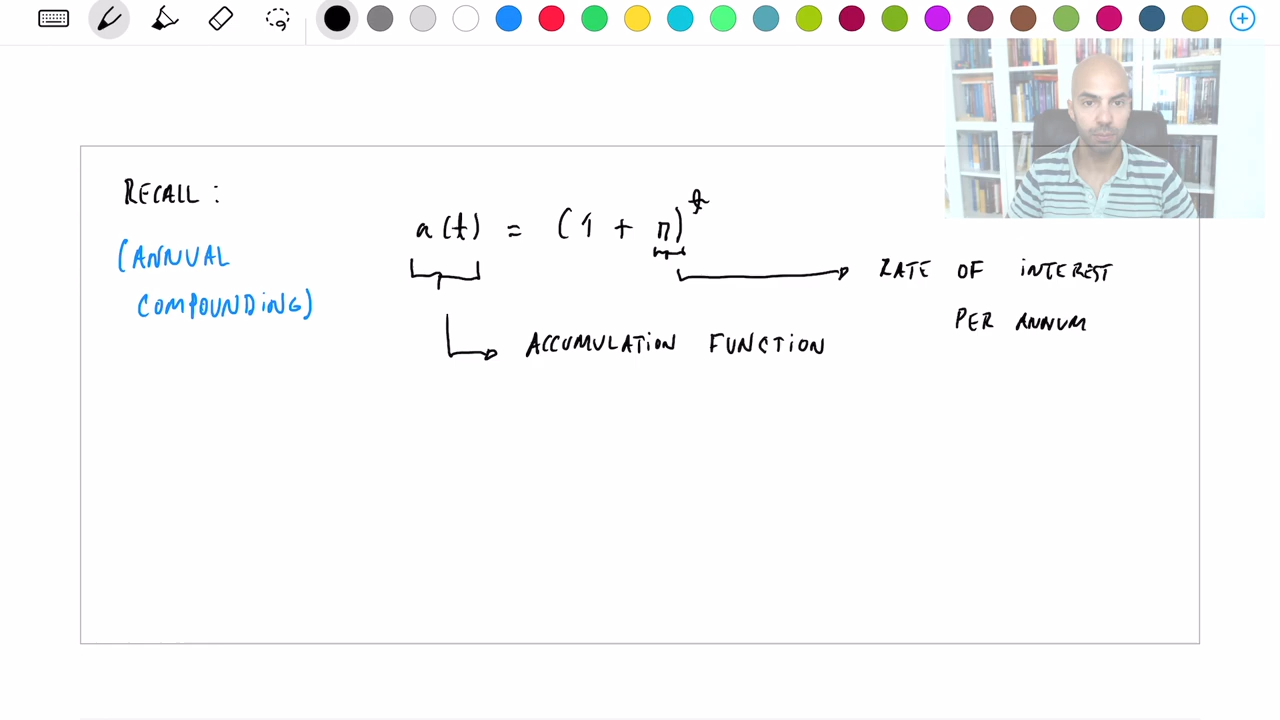 RECALL :
(ANNUAL
COMPOUNDING)
a(t) = (1 + r)^t
RATE OF INTEREST
PER ANNUM
ACCUMULATION FUNCTION